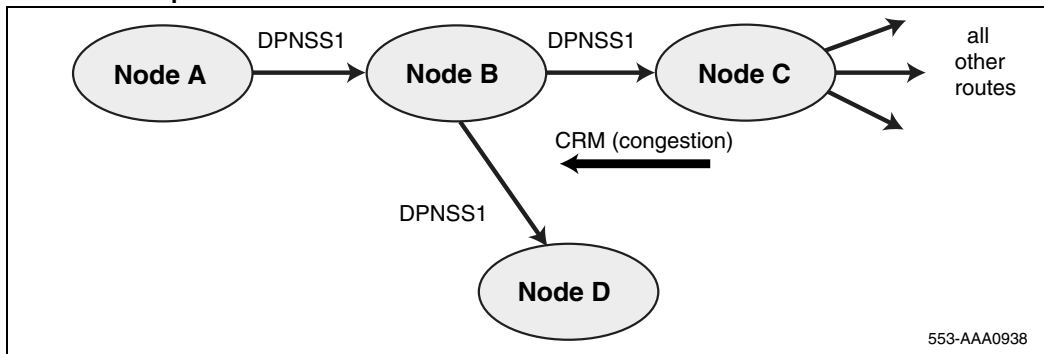 DPNSS1
DPNSS1
Node A
Node B
Node C
all
other
routes
CRM (congestion)
DPNSS1
Node D
553-AAA0938